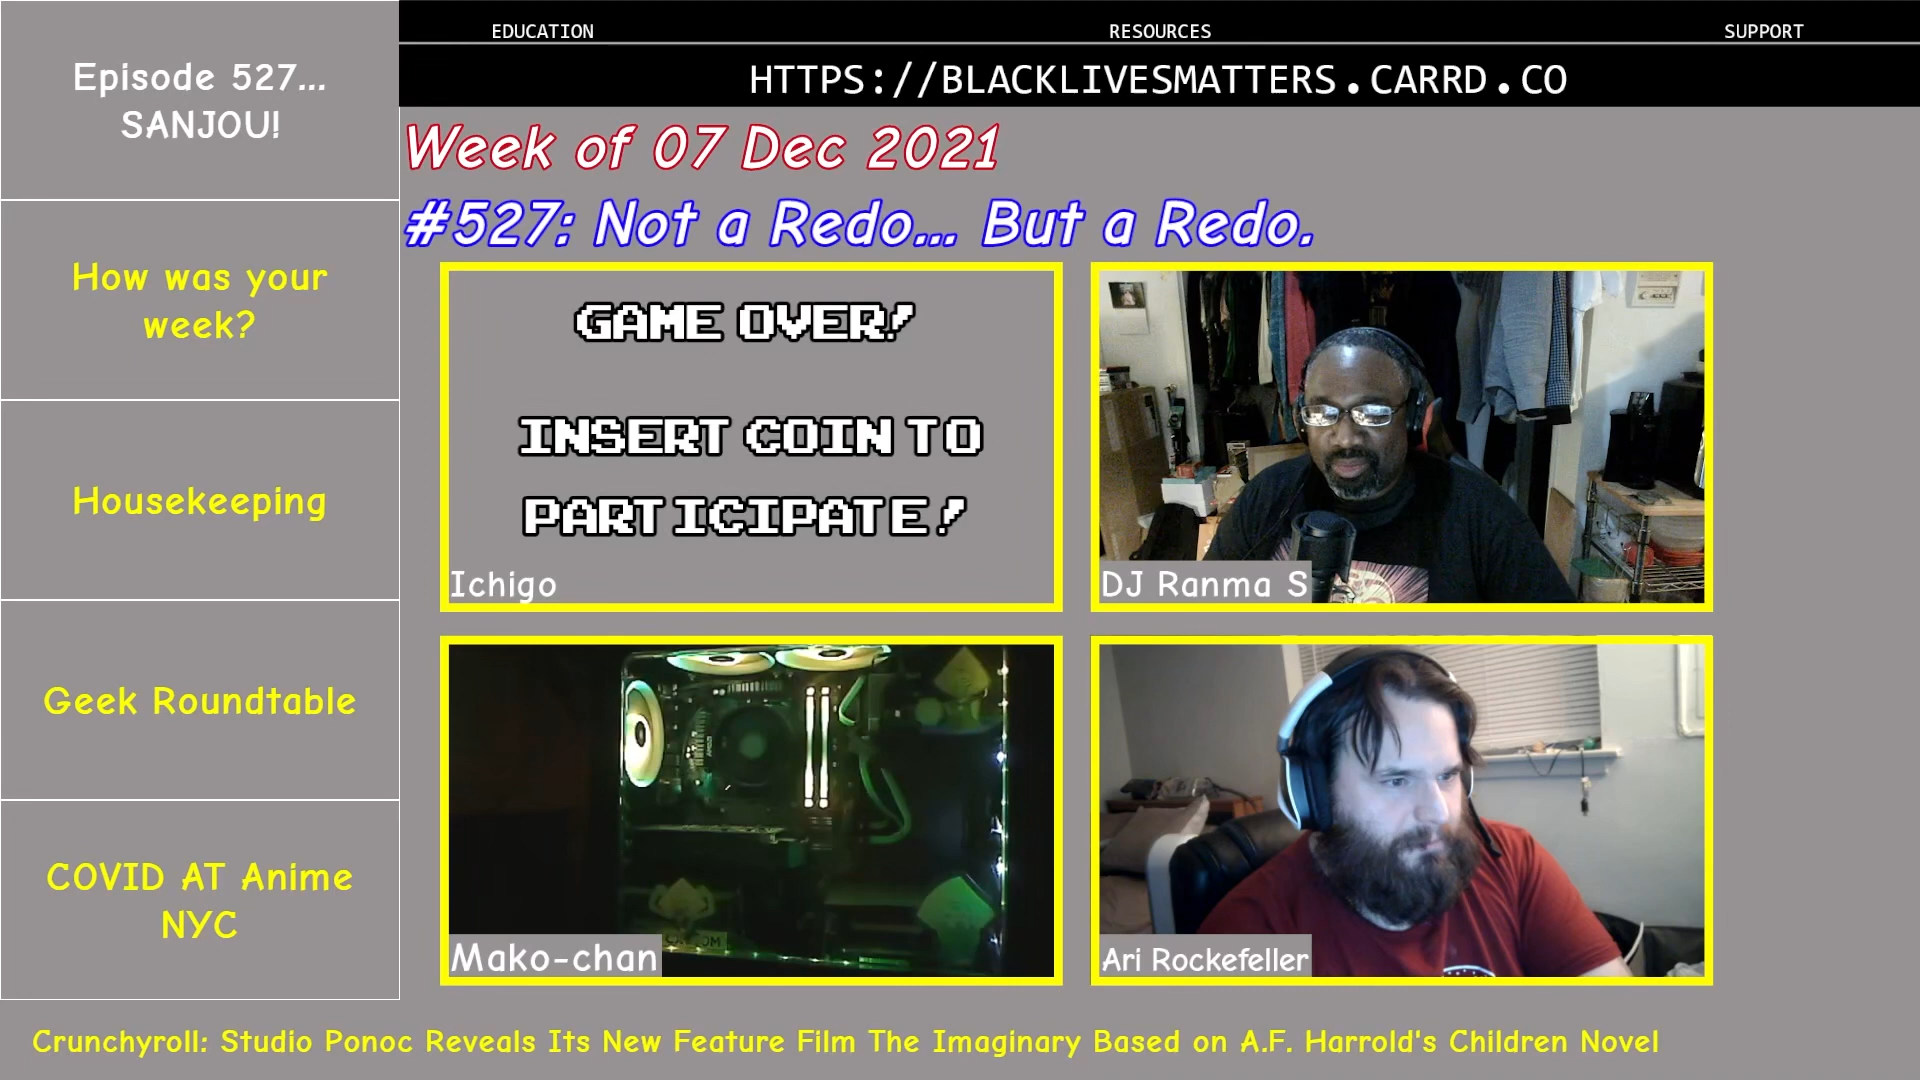 EDUCATION RESOURCES SUPPORT
HTTPS://BLACKLIVESMATTERS.CARRD.CO
Episode 527...
SANJOU!
How was your
week?
Housekeeping
Geek Roundtable
COVID AT Anime
NYC
Week of 07 Dec 2021
#527: Not a Redo... But a Redo.
GAME OVER!
INSERT COIN TO
PARTICIPATE!
Ichigo
DJ Ranma S
Mako-chan
Ari Rockefeller
Crunchyroll: Studio Ponoc Reveals Its New Feature Film The Imaginary Based on A.F. Harrold's Children Novel